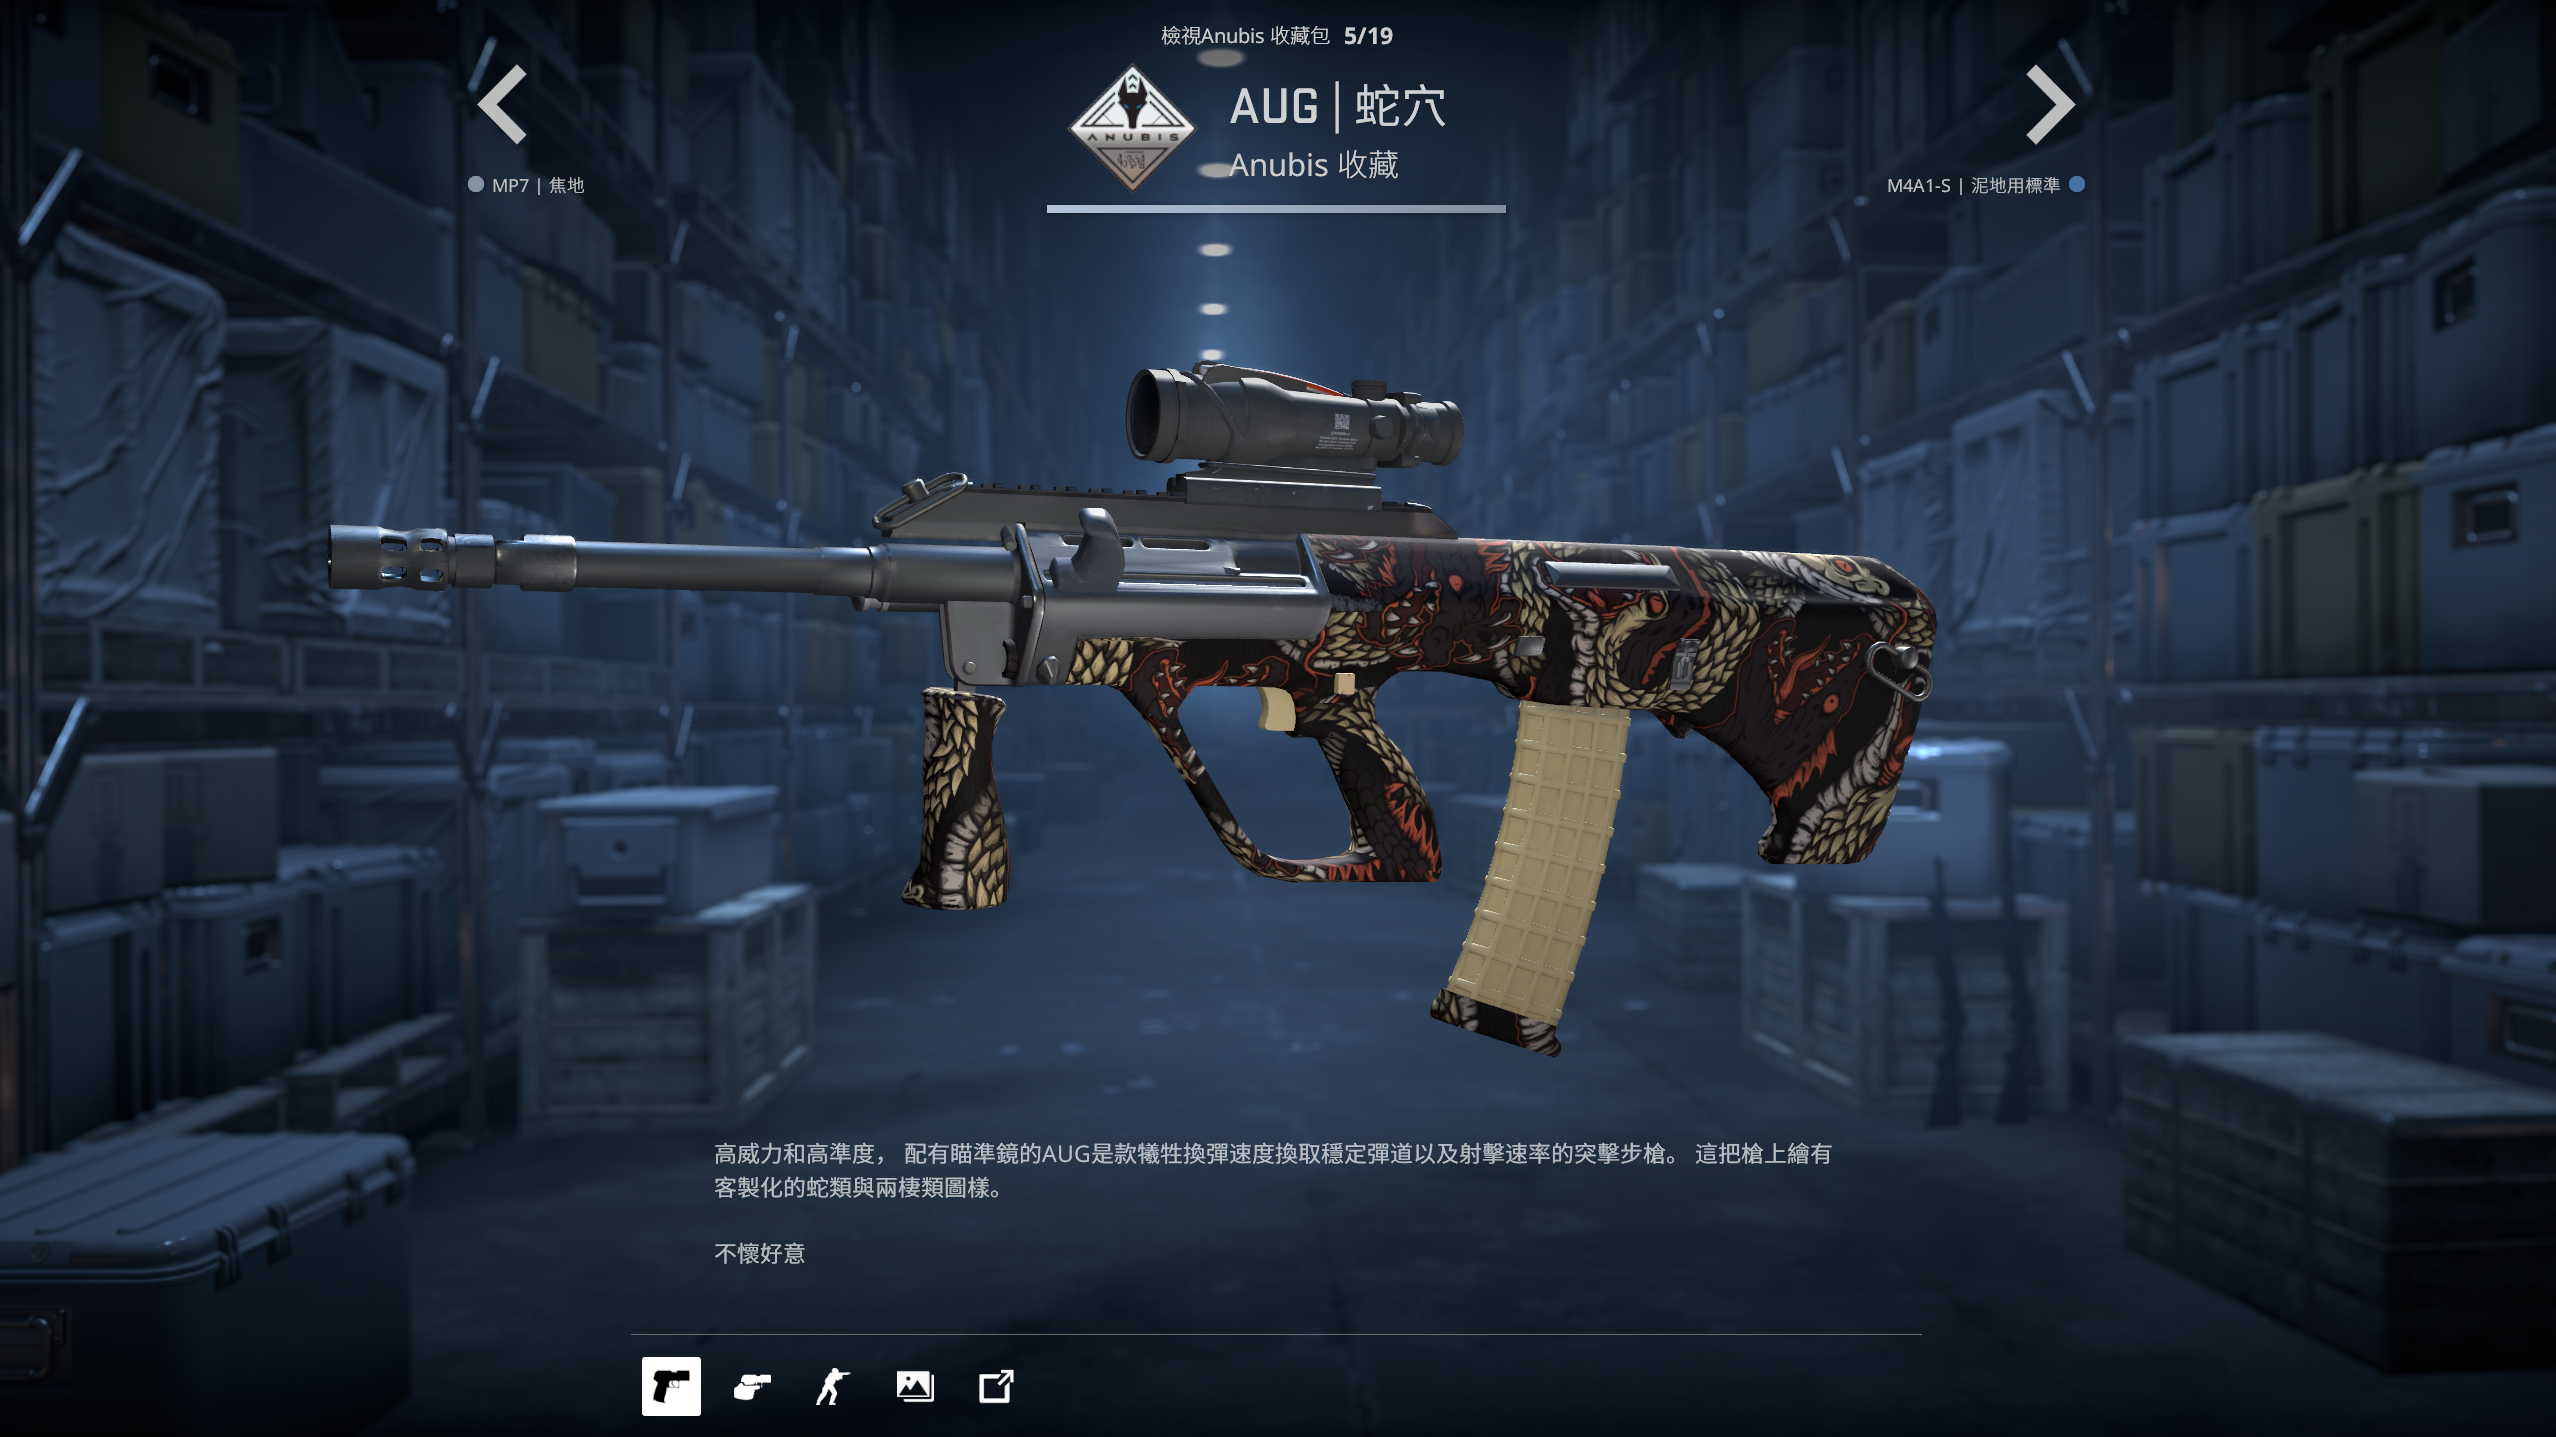 檢視Anubis 收藏包 5/19
AUG | 蛇穴
Anubis 收藏
ANUBIS
MP7 | 焦地
M4A1-S | 泥地用標準
高威力和高準度， 配有瞄準鏡的AUG是款犧牲換彈速度換取穩定彈道以及射擊速率的突擊步槍。 這把槍上繪有
客製化的蛇類與兩棲類圖樣。
不懷好意